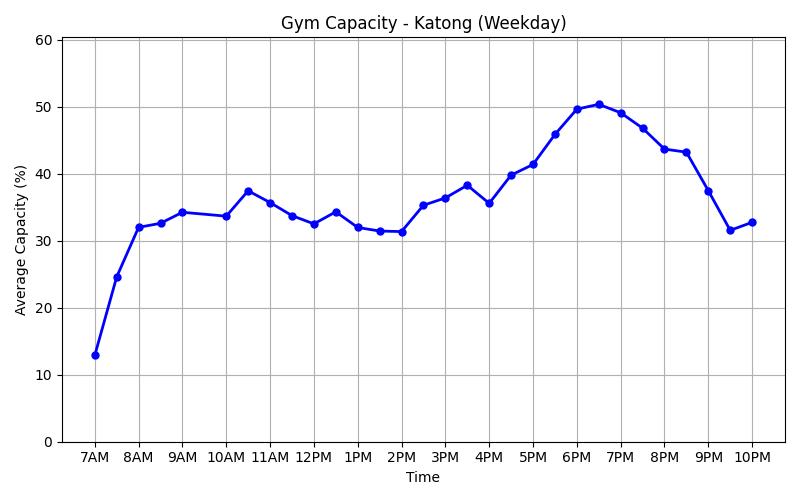 Gym Capacity - Katong (Weekday)
Average Capacity (%)
60
50
40
30
20
10
0
7AM 8AM 9AM 10AM 11AM 12PM 1PM 2PM 3PM 4PM 5PM 6PM 7PM 8PM 9PM 10PM
Time